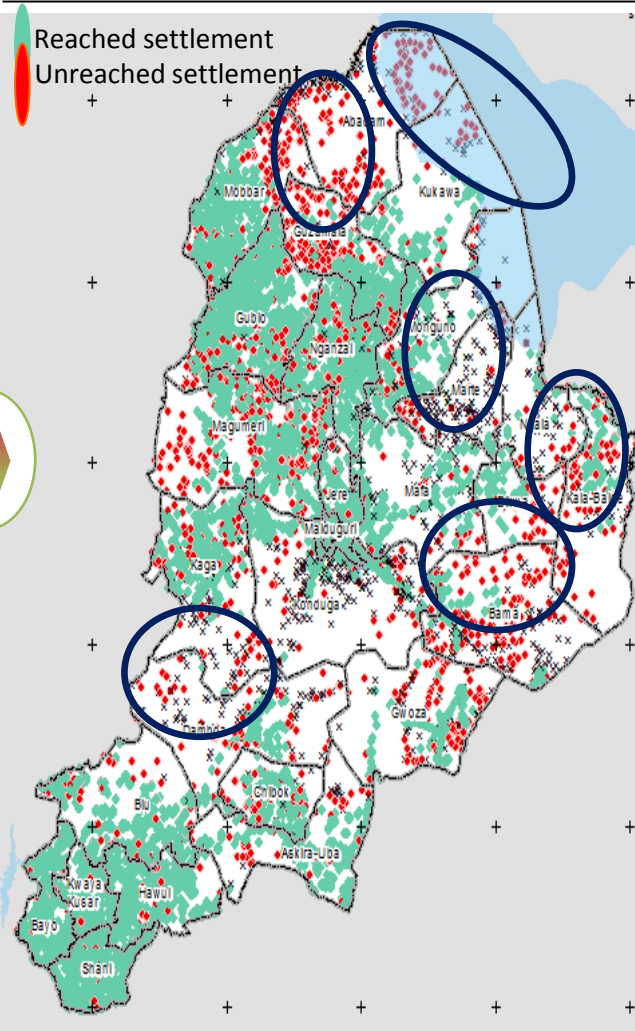 Reached settlement
Unreached settlement
Abadam
Mobbar
Kukawa
Guzamala
Gubio
Monguno
Nganzai
Marte
Magumeri
Ngala
Jere
Mafa
Kala-Balge
Maiduguri
Kaga
Konduga
Bama
Damboa
Gwoza
Biu
Chibok
Askira-Uba
Kwaya
Kusar
Hawul
Bayo
Shani